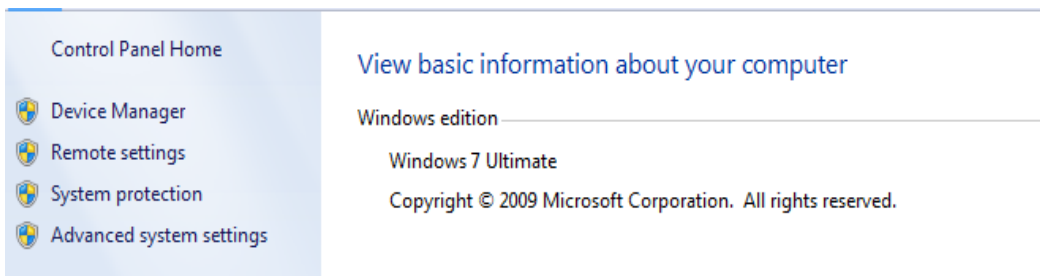 Control Panel Home
Device Manager
Remote settings
System protection
Advanced system settings
View basic information about your computer
Windows edition
Windows 7 Ultimate
Copyright © 2009 Microsoft Corporation.  All rights reserved.